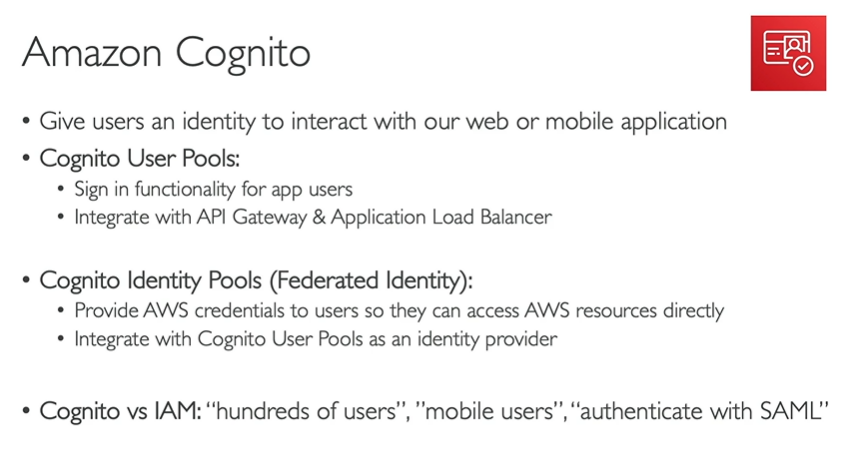 Amazon Cognito
• Give users an identity to interact with our web or mobile application
• Cognito User Pools:
• Sign in functionality for app users
• Integrate with API Gateway & Application Load Balancer
• Cognito Identity Pools (Federated Identity):
• Provide AWS credentials to users so they can access AWS resources directly
• Integrate with Cognito User Pools as an identity provider
• Cognito vs IAM: “hundreds of users”, ”mobile users”, “authenticate with SAML”